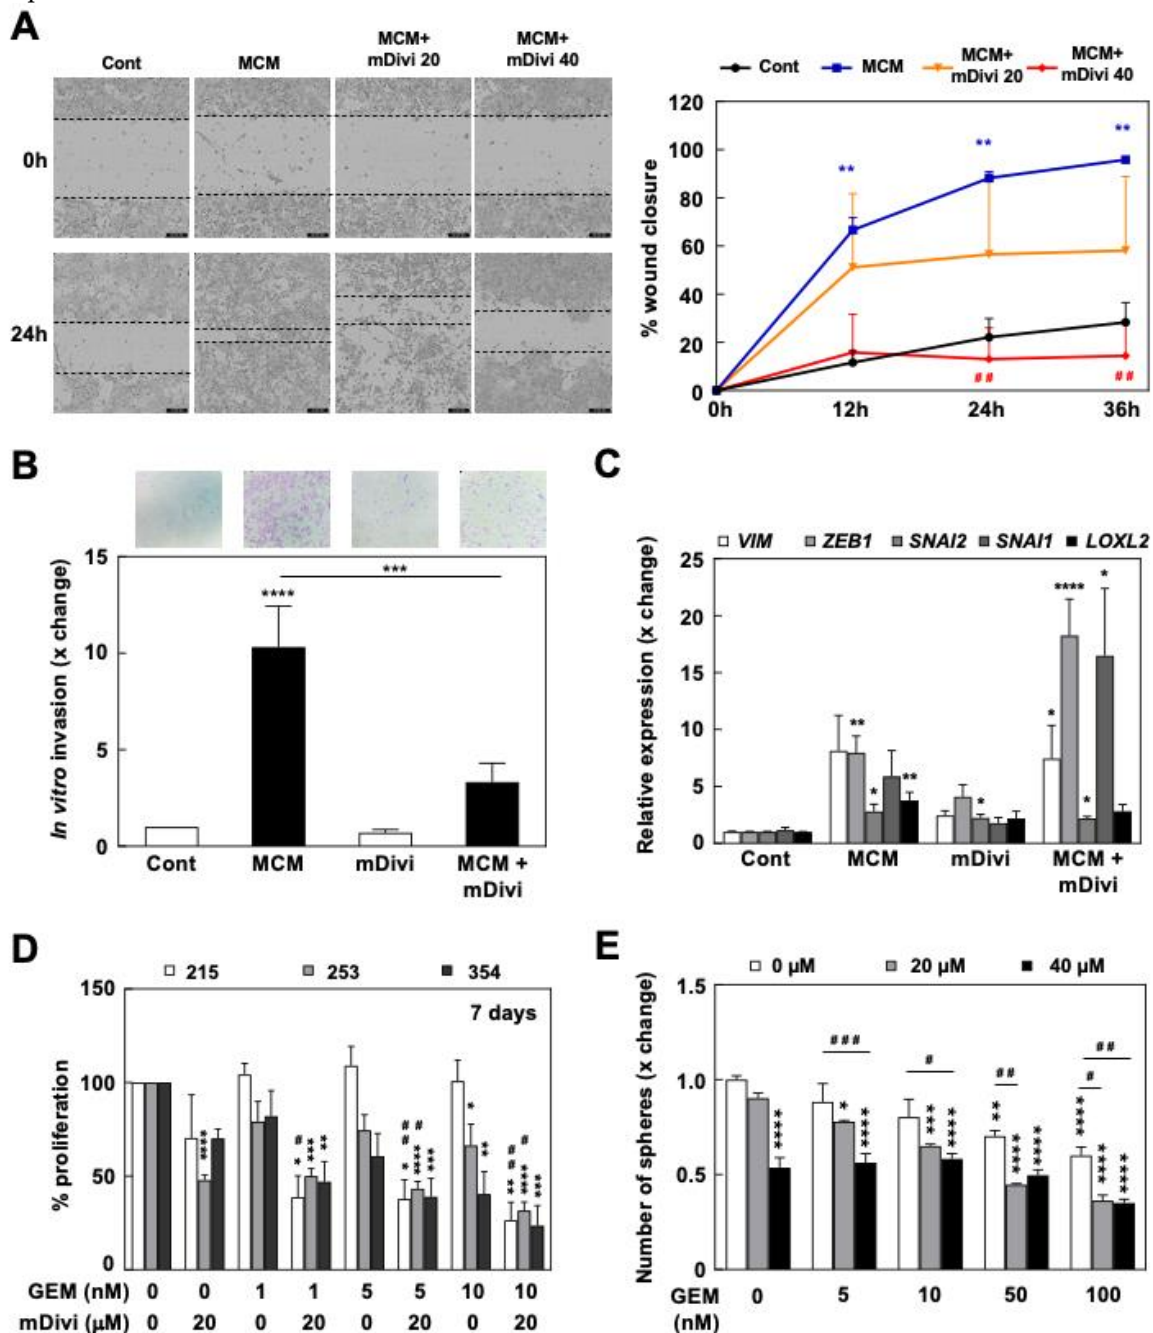 A
Cont
MCM
MCM+
mDivi 20
MCM+
mDivi 40
0h
24h
Cont
MCM
MCM+
mDivi 20
MCM+
mDivi 40
% wound closure
120
100
80
60
40
20
0
**
**
**
##
##
0h
12h
24h
36h
B
In vitro invasion (x change)
15
10
5
0
****
***
Cont
MCM
mDivi
MCM +
mDivi
C
VIM
ZEB1
SNAI2
SNAI1
LOXL2
Relative expression (x change)
25
20
15
10
5
0
**
*
**
*
*
****
*
*
Cont
MCM
mDivi
MCM +
mDivi
D
215
253
354
7 days
% proliferation
150
100
50
0
****
#
*
***
**
##
*
#
****
***
*
**
##
**
#
****
***
GEM (nM) 0 0 1 1 5 5 10 10
mDivi (µM) 0 20 0 20 0 20 0 20
E
0 µM
20 µM
40 µM
Number of spheres (x change)
1.5
1.0
0.5
0
****
###
*
****
#
***
****
##
**
****
****
##
#
****
****
****
GEM
(nM)
0 5 10 50 100